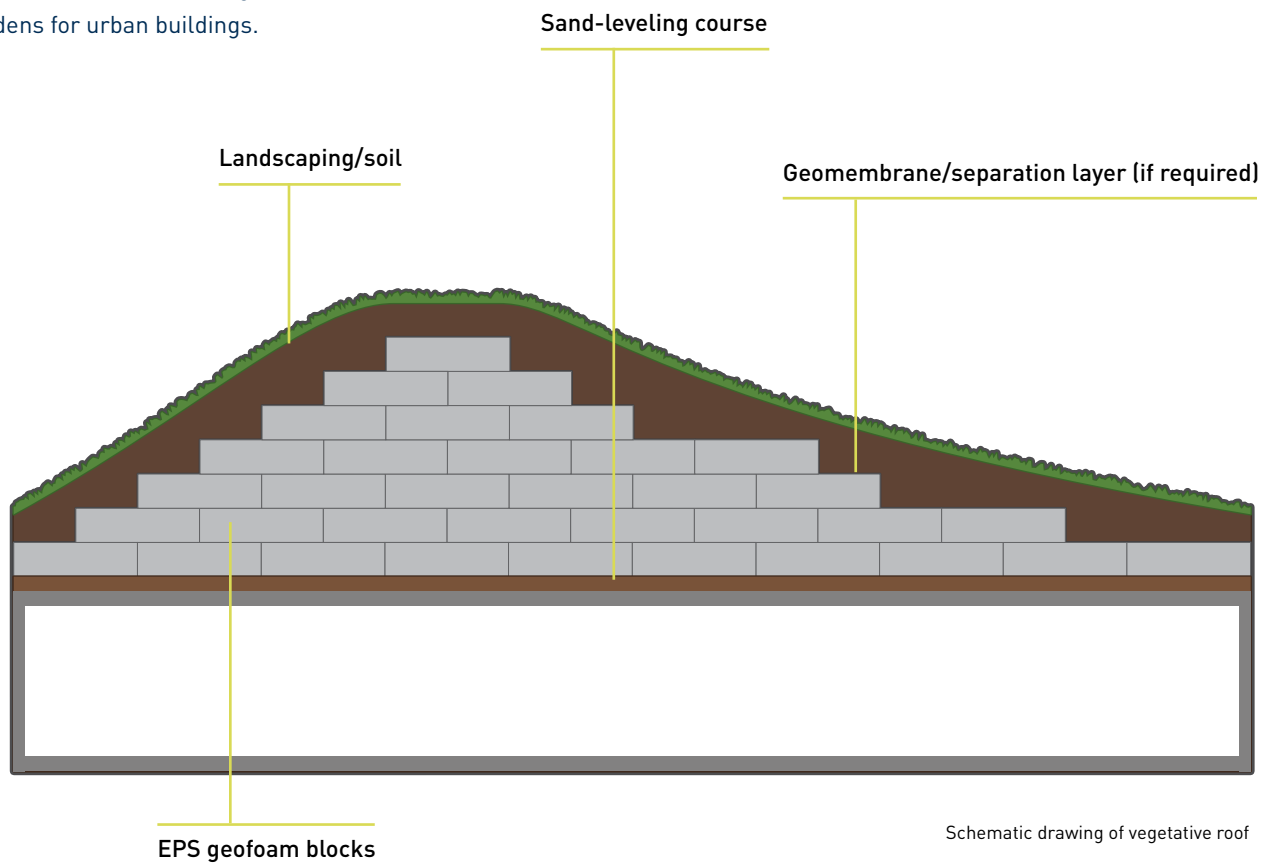 dens for urban buildings.
Sand-leveling course
Landscaping/soil
Geomembrane/separation layer (if required)
EPS geofoam blocks
Schematic drawing of vegetative roof